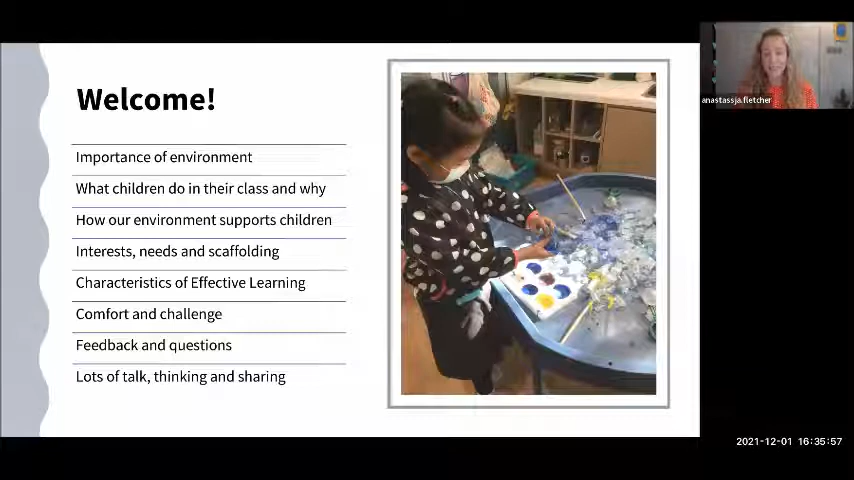 Welcome!
Importance of environment
What children do in their class and why
How our environment supports children
Interests, needs and scaffolding
Characteristics of Effective Learning
Comfort and challenge
Feedback and questions
Lots of talk, thinking and sharing
anastassja.fletcher
2021-12-01 16:35:57